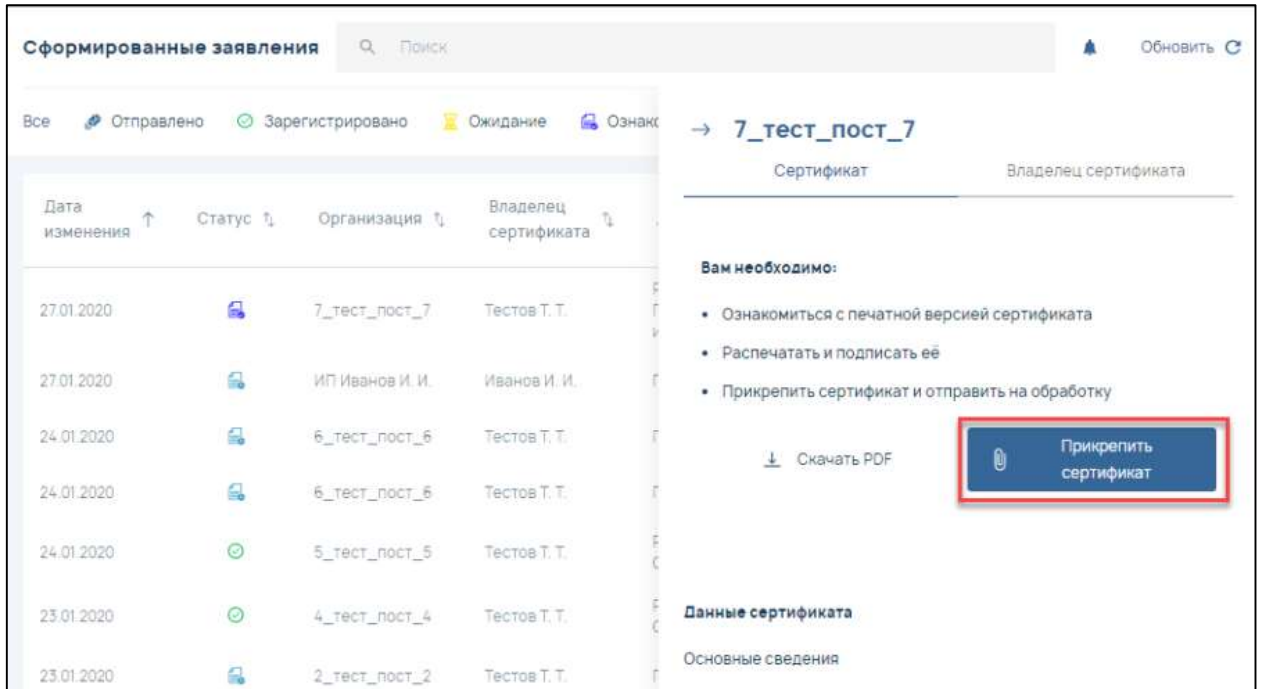 Сформированные заявления
Поиск
Обновить
Все
Отправлено
Зарегистрировано
Ожидание
Дата
изменения
Статус
Организация
Владелец
сертификата
27.01.2020
7_тест_пост_7
Тестов Т. Т.
27.01.2020
ИП Иванов И. И.
Иванов И. И.
24.01.2020
6_тест_пост_6
Тестов Т. Т.
24.01.2020
6_тест_пост_6
Тестов Т. Т.
24.01.2020
5_тест_пост_5
Тестов Т. Т.
23.01.2020
4_тест_пост_4
Тестов Т. Т.
23.01.2020
2_тест_пост_2
Тестов Т. Т.
7_тест_пост_7
Сертификат
Владелец сертификата
Вам необходимо:
• Ознакомиться с печатной версией сертификата
• Распечатать и подписать её
• Прикрепить сертификат и отправить на обработку
Скачать PDF
Прикрепить
сертификат
Данные сертификата
Основные сведения